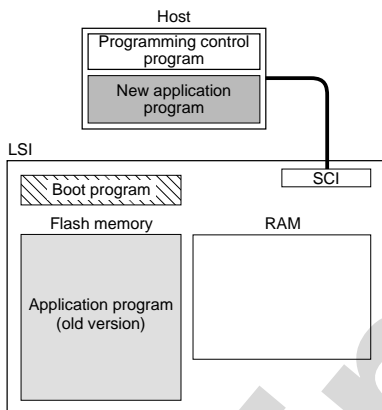 Host
Programming control
program
New application
program
LSI
SCI
Boot program
Flash memory
RAM
Application program
(old version)